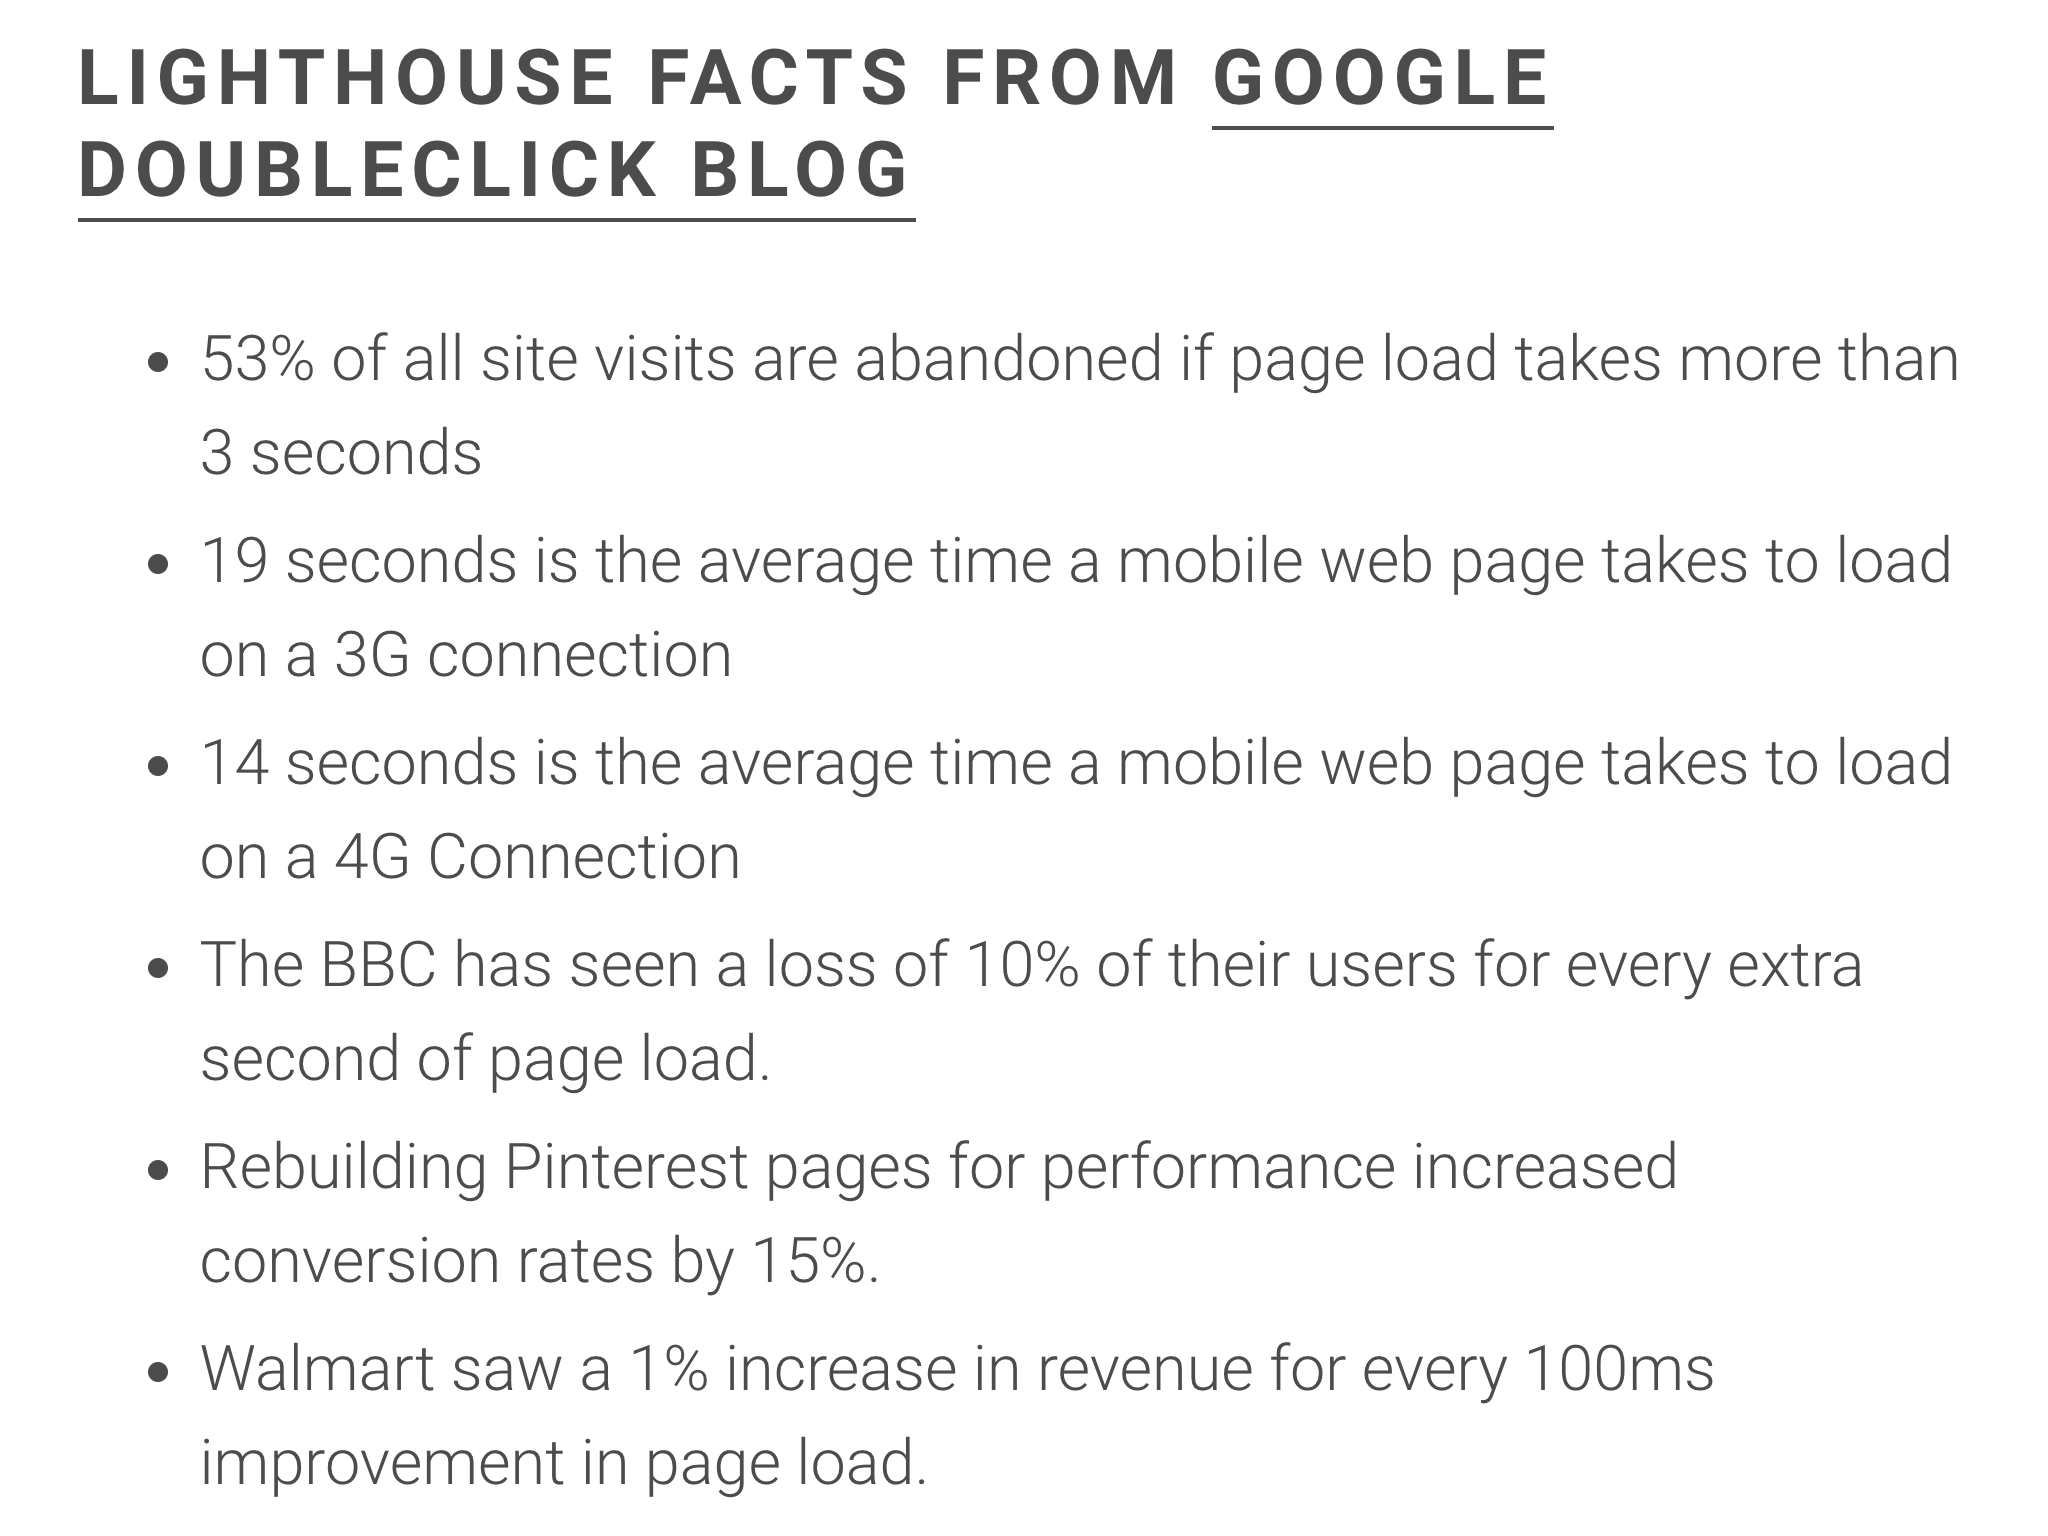 LIGHTHOUSE FACTS FROM GOOGLE
DOUBLECLICK BLOG
• 53% of all site visits are abandoned if page load takes more than
3 seconds
• 19 seconds is the average time a mobile web page takes to load
on a 3G connection
• 14 seconds is the average time a mobile web page takes to load
on a 4G Connection
• The BBC has seen a loss of 10% of their users for every extra
second of page load.
• Rebuilding Pinterest pages for performance increased
conversion rates by 15%.
• Walmart saw a 1% increase in revenue for every 100ms
improvement in page load.